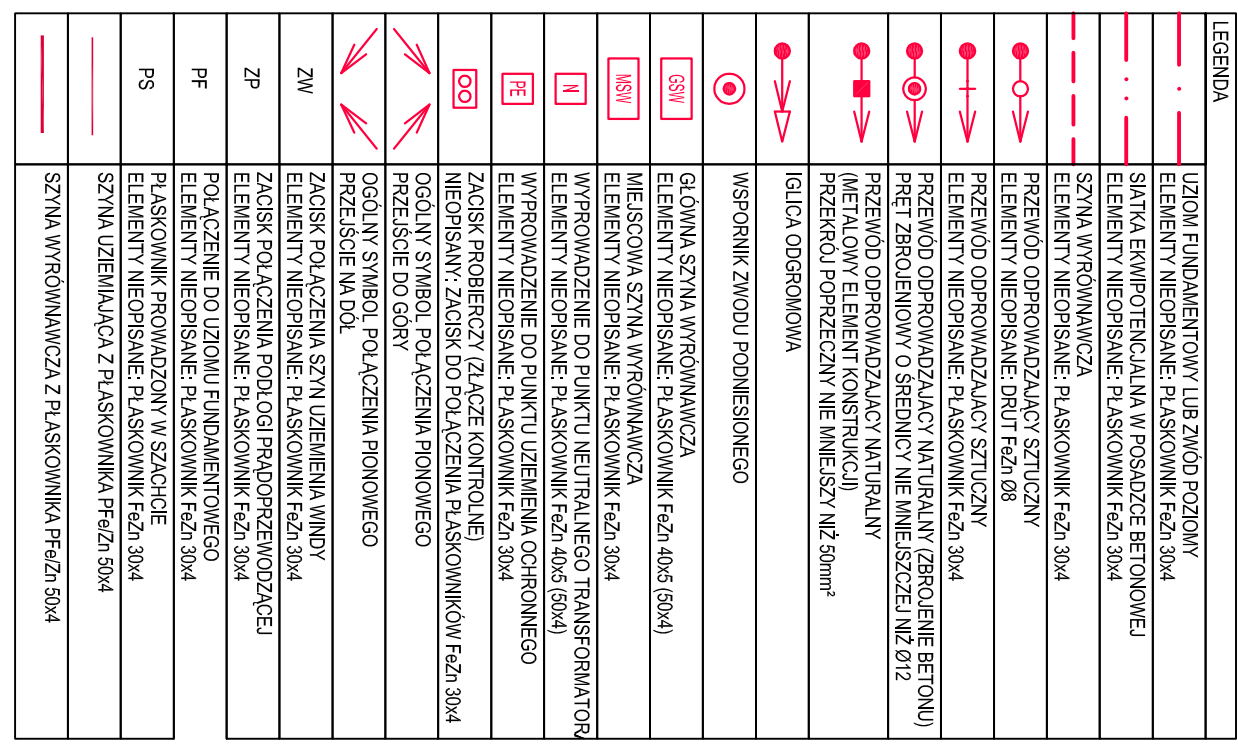 LEGENDA
UZIOM FUNDAMENTOWY LUB ZWÓD POZIOMY
ELEMENTY NIEOPISANE: PŁASKOWNIK FeZn 30x4
SIATKA EKWIPOTENCJALNA W POSADZCE BETONOWEJ
ELEMENTY NIEOPISANE: PŁASKOWNIK FeZn 30x4
SZYNA WYRÓWNAWCZA
ELEMENTY NIEOPISANE: PŁASKOWNIK FeZn 30x4
PRZEWÓD ODPROWADZAJĄCY SZTUCZNY
ELEMENTY NIEOPISANE: DRUT FeZn Ø8
PRZEWÓD ODPROWADZAJACY SZTUCZNY
ELEMENTY NIEOPISANE: PŁASKOWNIK FeZn 30x4
PRZEWÓD ODPROWADZAJACY NATURALNY (ZBROJENIE BETONU)
PRĘT ZBROJENIOWY O ŚREDNICY NIE MNIEJSZCZEJ NIŻ Ø12
PRZEWÓD ODPROWADZAJACY NATURALNY
(METALOWY ELEMENT KONSTRUKCJI)
PRZEKRÓJ POPRZECZNY NIE MNIEJSZY NIŻ 50mm²
IGLICA ODGROMOWA
WSPORNIK ZWODU PODNIESIONEGO
GSW
GŁÓWNA SZYNA WYRÓWNAWCZA
ELEMENTY NIEOPISANE: PŁASKOWNIK FeZn 40x5 (50x4)
MSW
MIEJSCOWA SZYNA WYRÓWNAWCZA
ELEMENTY NIEOPISANE: PŁASKOWNIK FeZn 30x4
N
WYPROWADZENIE DO PUNKTU NEUTRALNEGO TRANSFORMATORA
ELEMENTY NIEOPISANE: PŁASKOWNIK FeZn 40x5 (50x4)
PE
WYPROWADZENIE DO PUNKTU UZIEMIENIA OCHRONNEGO
ELEMENTY NIEOPISANE: PŁASKOWNIK FeZn 30x4
ZACISK PROBIERCZY (ZŁĄCZE KONTROLNE)
NIEOPISANY: ZACISK DO POŁĄCZENIA PŁASKOWNIKÓW FeZn 30x4
OGÓLNY SYMBOL POŁĄCZENIA PIONOWEGO
PRZEJŚCIE DO GÓRY
OGÓLNY SYMBOL POŁĄCZENIA PIONOWEGO
PRZEJŚCIE NA DÓŁ
ZW
ZACISK POŁĄCZENIA SZYN UZIEMIENIA WINDY
ELEMENTY NIEOPISANE: PŁASKOWNIK FeZn 30x4
ZP
ZACISK POŁĄCZENIA PODŁOGI PRĄDOPRZEWODZĄCEJ
ELEMENTY NIEOPISANE: PŁASKOWNIK FeZn 30x4
PF
POŁĄCZENIE DO UZIOMU FUNDAMENTOWEGO
ELEMENTY NIEOPISANE: PŁASKOWNIK FeZn 30x4
PS
PŁASKOWNIK PROWADZONY W SZACHCIE
ELEMENTY NIEOPISANE: PŁASKOWNIK FeZn 30x4
SZYNA UZIEMIAJĄCA Z PŁASKOWNIKA PFe/Zn 50x4
SZYNA WYRÓWNAWCZA Z PŁASKOWNIKA PFe/Zn 50x4